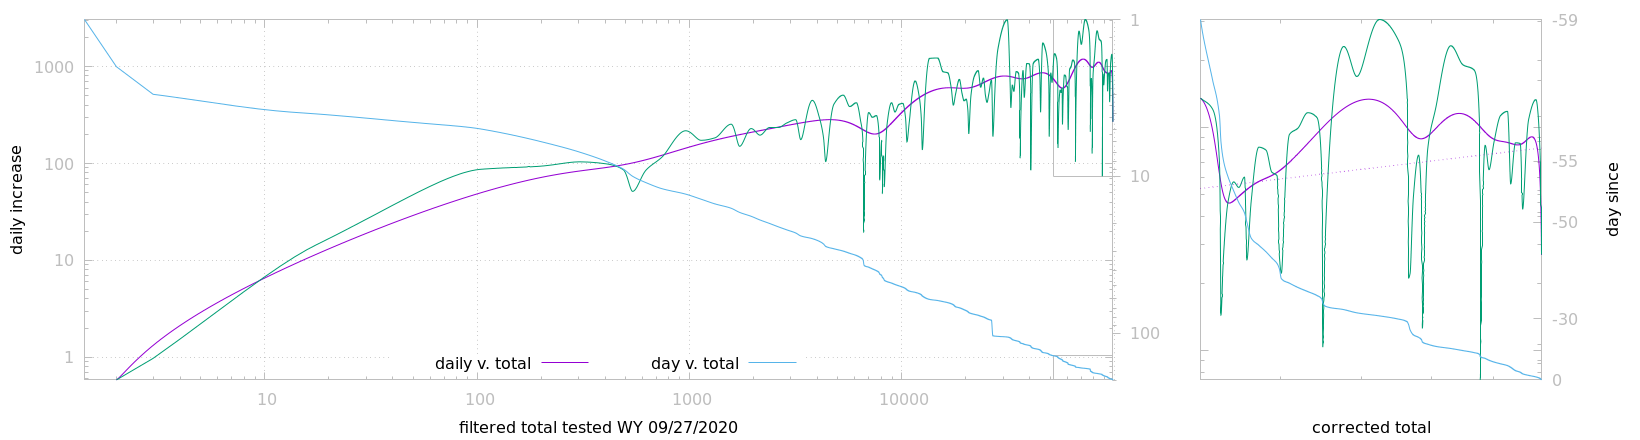 1000
100
10
1
daily increase
daily v. total
day v. total
10
100
1000
10000
filtered total tested WY 09/27/2020
1
10
100
-59
-55
-50
-30
0
day since
corrected total